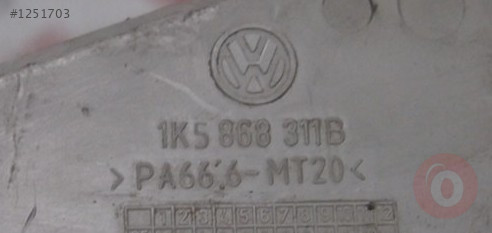 #1251703
1K5 868 311B
>PA66.6-MT20<
1 2 3 4 5 6 7 8 9 10 11 12